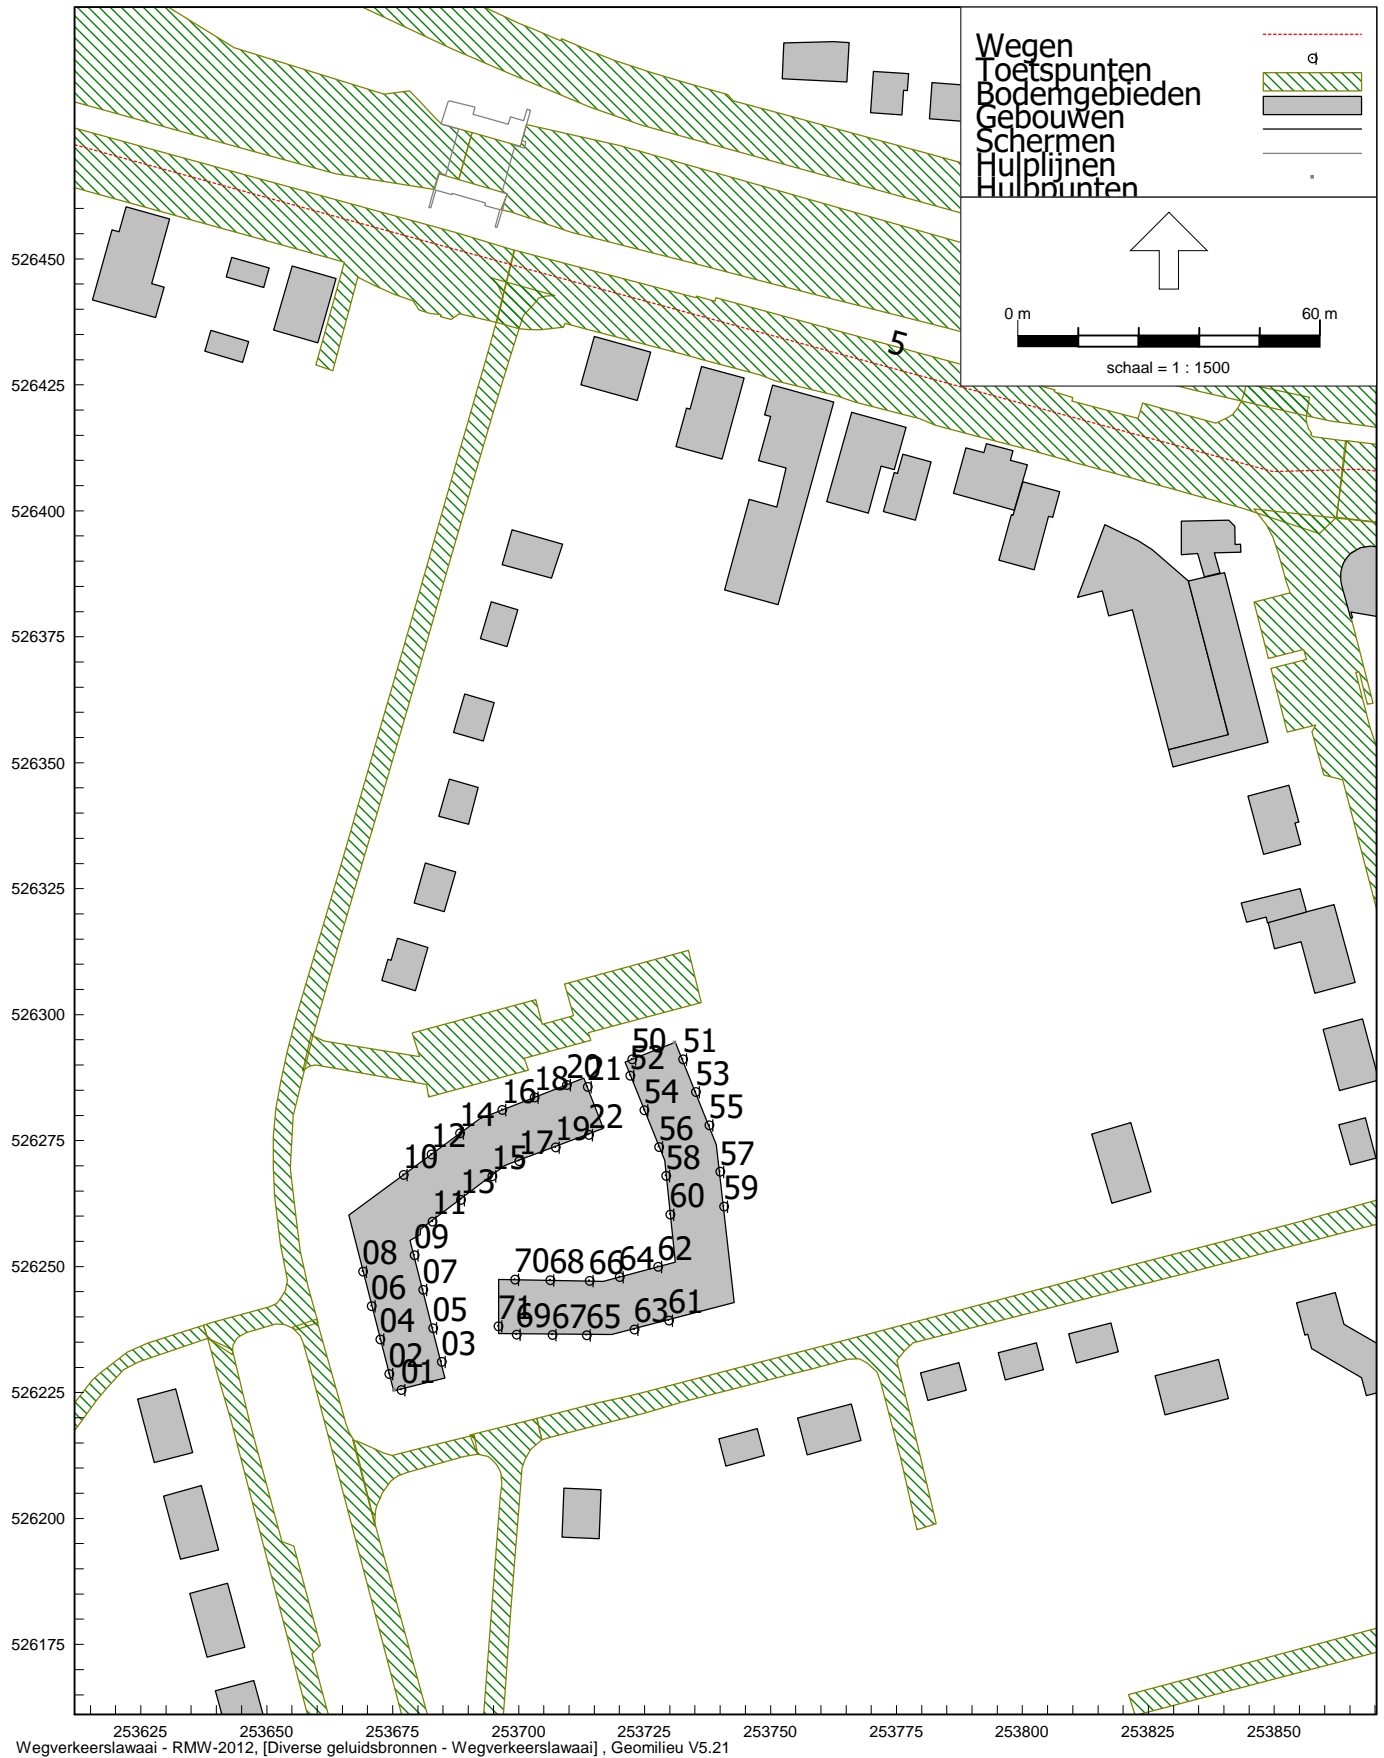 Wegen
Toetspunten
Bodemgebieden
Gebouwen
Schermen
Hulplijnen
Hulppunten
0 m 60 m
schaal = 1 : 1500
526450
5
526425
526400
526375
526350
526325
526300
50 51
52
20 21
18 53
16 54
55
14 22
526275
12 19 56
17
10 15 58 57
13
11 60 59
09
08 62
526250
07 70 68 66 64
06
04 05 71 69 67 65 63 61
02 03
01
526225
526200
526175
253625 253650 253675 253700 253725 253750 253775 253800 253825 253850
Wegverkeerslawaai - RMW-2012, [Diverse geluidsbronnen - Wegverkeerslawaai] , Geomilieu V5.21